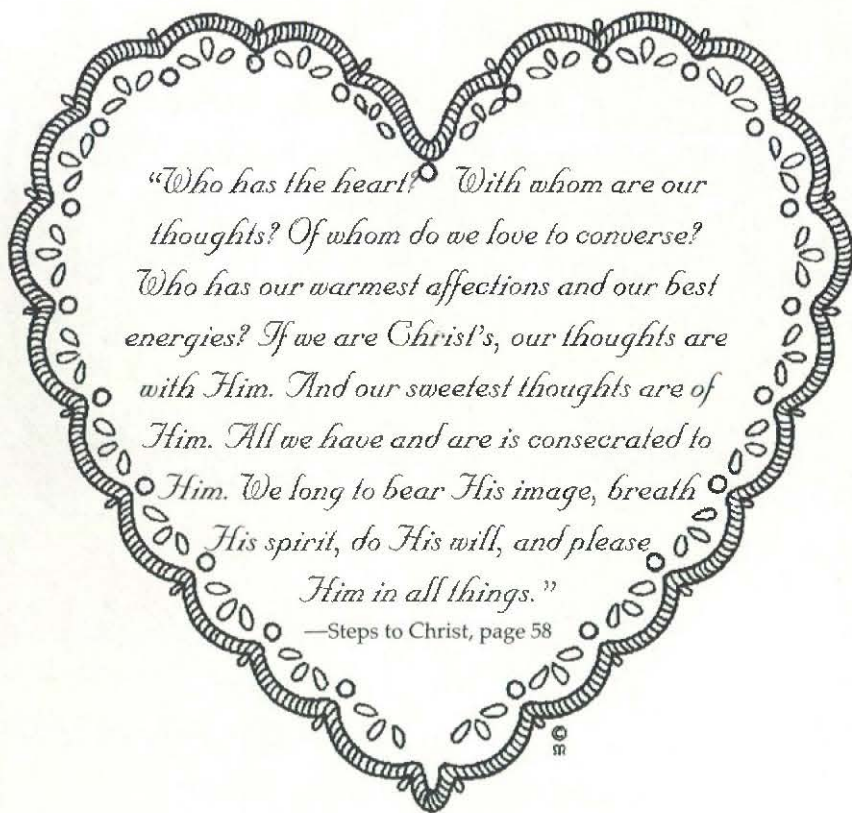 “Who has the heart? With whom are our
thoughts? Of whom do we love to converse?
Who has our warmest affections and our best
energies? If we are Christ's, our thoughts are
with Him. And our sweetest thoughts are of
Him. All we have and are is consecrated to
Him. We long to bear His image, breath
His spirit, do His will, and please
Him in all things.”
—Steps to Christ, page 58
©